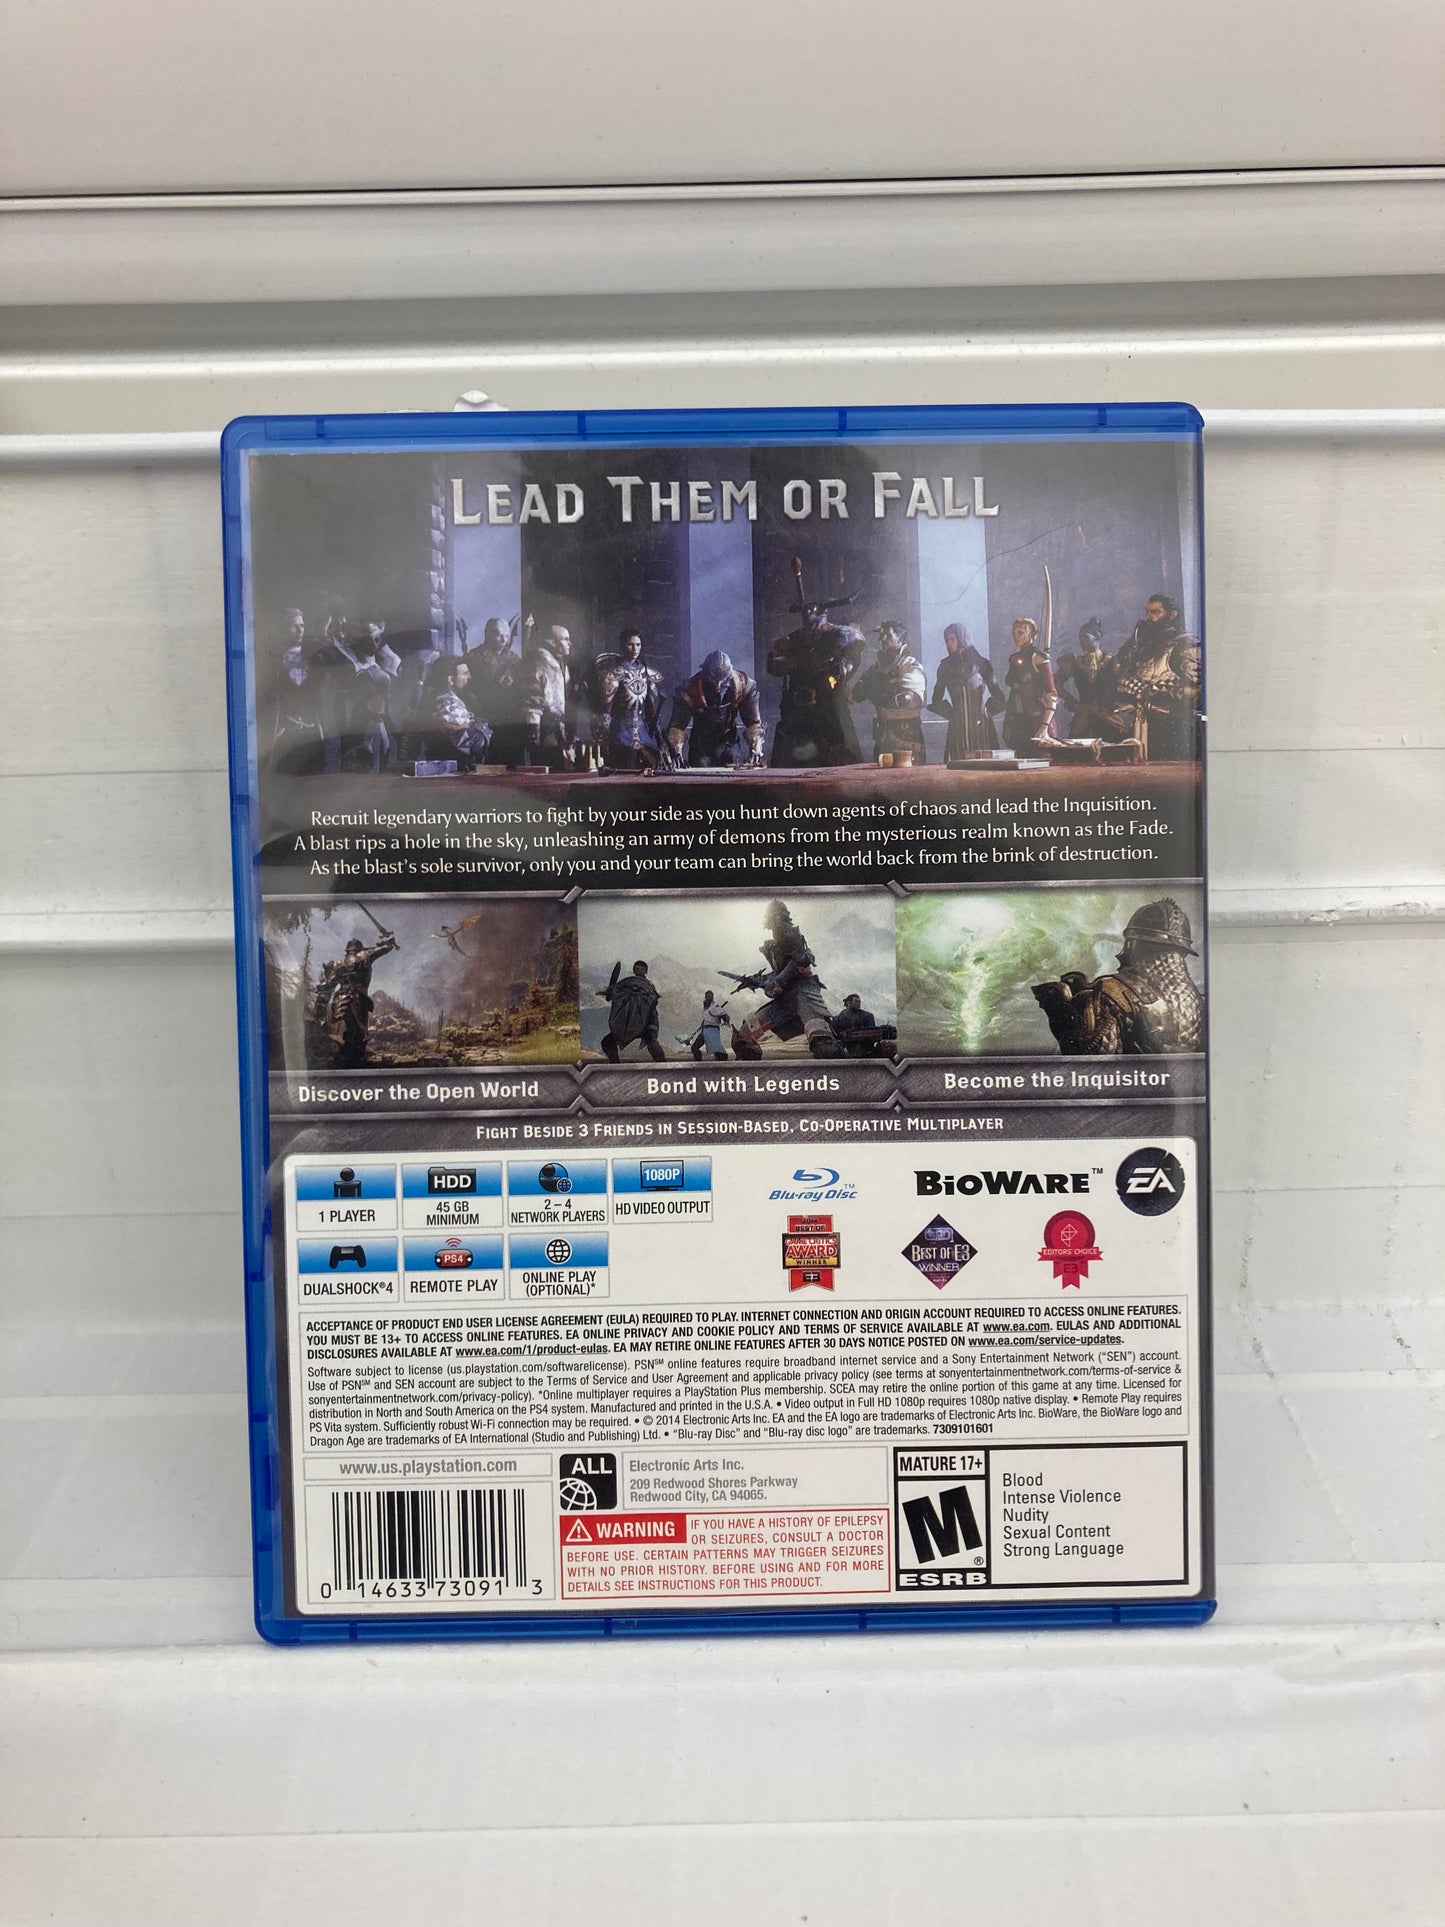 LEAD THEM OR FALL
Recruit legendary warriors to fight by your side as you hunt down agents of chaos and lead the Inquisition.
A blast rips a hole in the sky, unleashing an army of demons from the mysterious realm known as the Fade.
As the blast's sole survivor, only you and your team can bring the world back from the brink of destruction.
Discover the Open World
Bond with Legends
Become the Inquisitor
FIGHT BESIDE 3 FRIENDS IN SESSION-BASED, CO-OPERATIVE MULTIPLAYER
1 PLAYER
HDD
45 GB
MINIMUM
2 – 4
NETWORK PLAYERS
1080P
HD VIDEO OUTPUT
DUALSHOCK®4
PS4
REMOTE PLAY
ONLINE PLAY
(OPTIONAL)*
Blu-ray Disc™
BIOWARE™
EA
BEST OF
GAME CRITICS
AWARD
WINNER
E3
BEST OF E3
WINNER
EDITORS' CHOICE
E3
ACCEPTANCE OF PRODUCT END USER LICENSE AGREEMENT (EULA) REQUIRED TO PLAY. INTERNET CONNECTION AND ORIGIN ACCOUNT REQUIRED TO ACCESS ONLINE FEATURES.
YOU MUST BE 13+ TO ACCESS ONLINE FEATURES. EA ONLINE PRIVACY AND COOKIE POLICY AND TERMS OF SERVICE AVAILABLE AT www.ea.com. EULAS AND ADDITIONAL
DISCLOSURES AVAILABLE AT www.ea.com/1/product-eulas. EA MAY RETIRE ONLINE FEATURES AFTER 30 DAYS NOTICE POSTED ON www.ea.com/service-updates.
Software subject to license (us.playstation.com/softwarelicense). PSN℠ online features require broadband internet service and a Sony Entertainment Network ("SEN") account.
Use of PSN℠ and SEN account are subject to the Terms of Service and User Agreement and applicable privacy policy (see terms at sonyentertainmentnetwork.com/terms-of-service &
sonyentertainmentnetwork.com/privacy-policy). *Online multiplayer requires a PlayStation Plus membership. SCEA may retire the online portion of this game at any time. Licensed for
distribution in North and South America on the PS4 system. Manufactured and printed in the U.S.A. • Video output in Full HD 1080p requires 1080p native display. • Remote Play requires
PS Vita system. Sufficiently robust Wi-Fi connection may be required. • © 2014 Electronic Arts Inc. EA and the EA logo are trademarks of Electronic Arts Inc. BioWare, the BioWare logo and
Dragon Age are trademarks of EA International (Studio and Publishing) Ltd. • "Blu-ray Disc" and "Blu-ray disc logo" are trademarks. 7309101601
www.us.playstation.com
0 14633 73091 3
ALL
Electronic Arts Inc.
209 Redwood Shores Parkway
Redwood City, CA 94065.
WARNING IF YOU HAVE A HISTORY OF EPILEPSY
OR SEIZURES, CONSULT A DOCTOR
BEFORE USE. CERTAIN PATTERNS MAY TRIGGER SEIZURES
WITH NO PRIOR HISTORY. BEFORE USING AND FOR MORE
DETAILS SEE INSTRUCTIONS FOR THIS PRODUCT.
MATURE 17+
M®
ESRB
Blood
Intense Violence
Nudity
Sexual Content
Strong Language